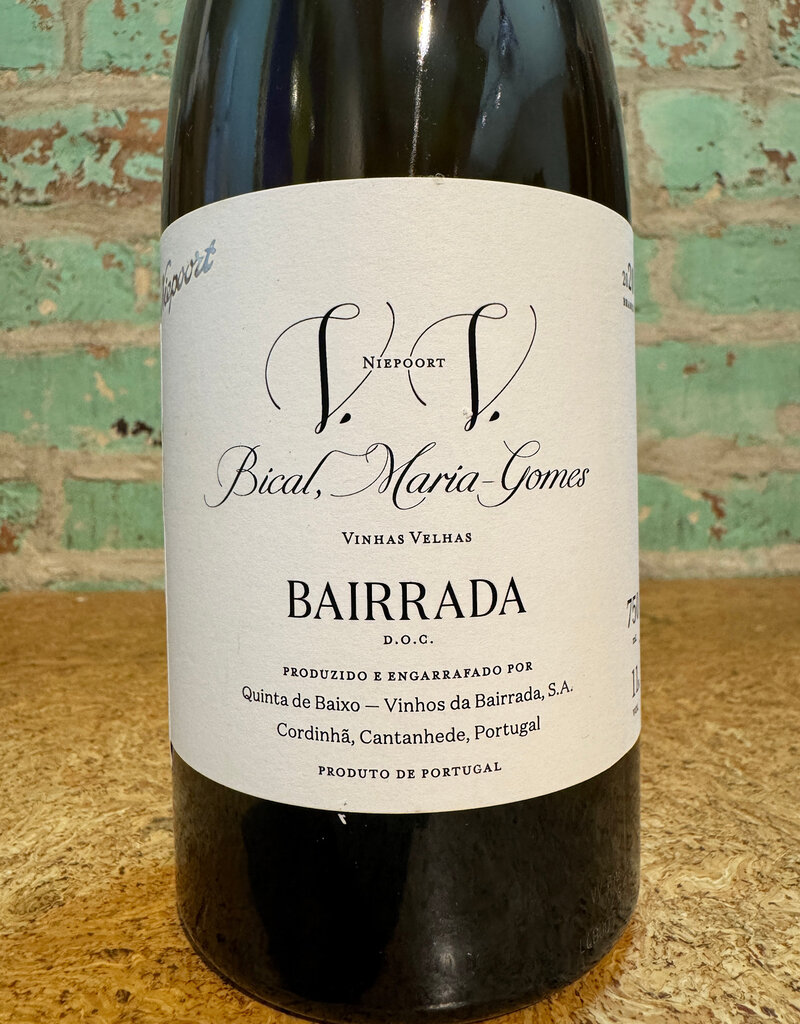 Niepoort
V. NIEPOORT V.
Bical, Maria-Gomes
VINHAS VELHAS
BAIRRADA
D.O.C.
PRODUZIDO E ENGARRAFADO POR
Quinta de Baixo — Vinhos da Bairrada, S.A.
Cordinhã, Cantanhede, Portugal
PRODUTO DE PORTUGAL